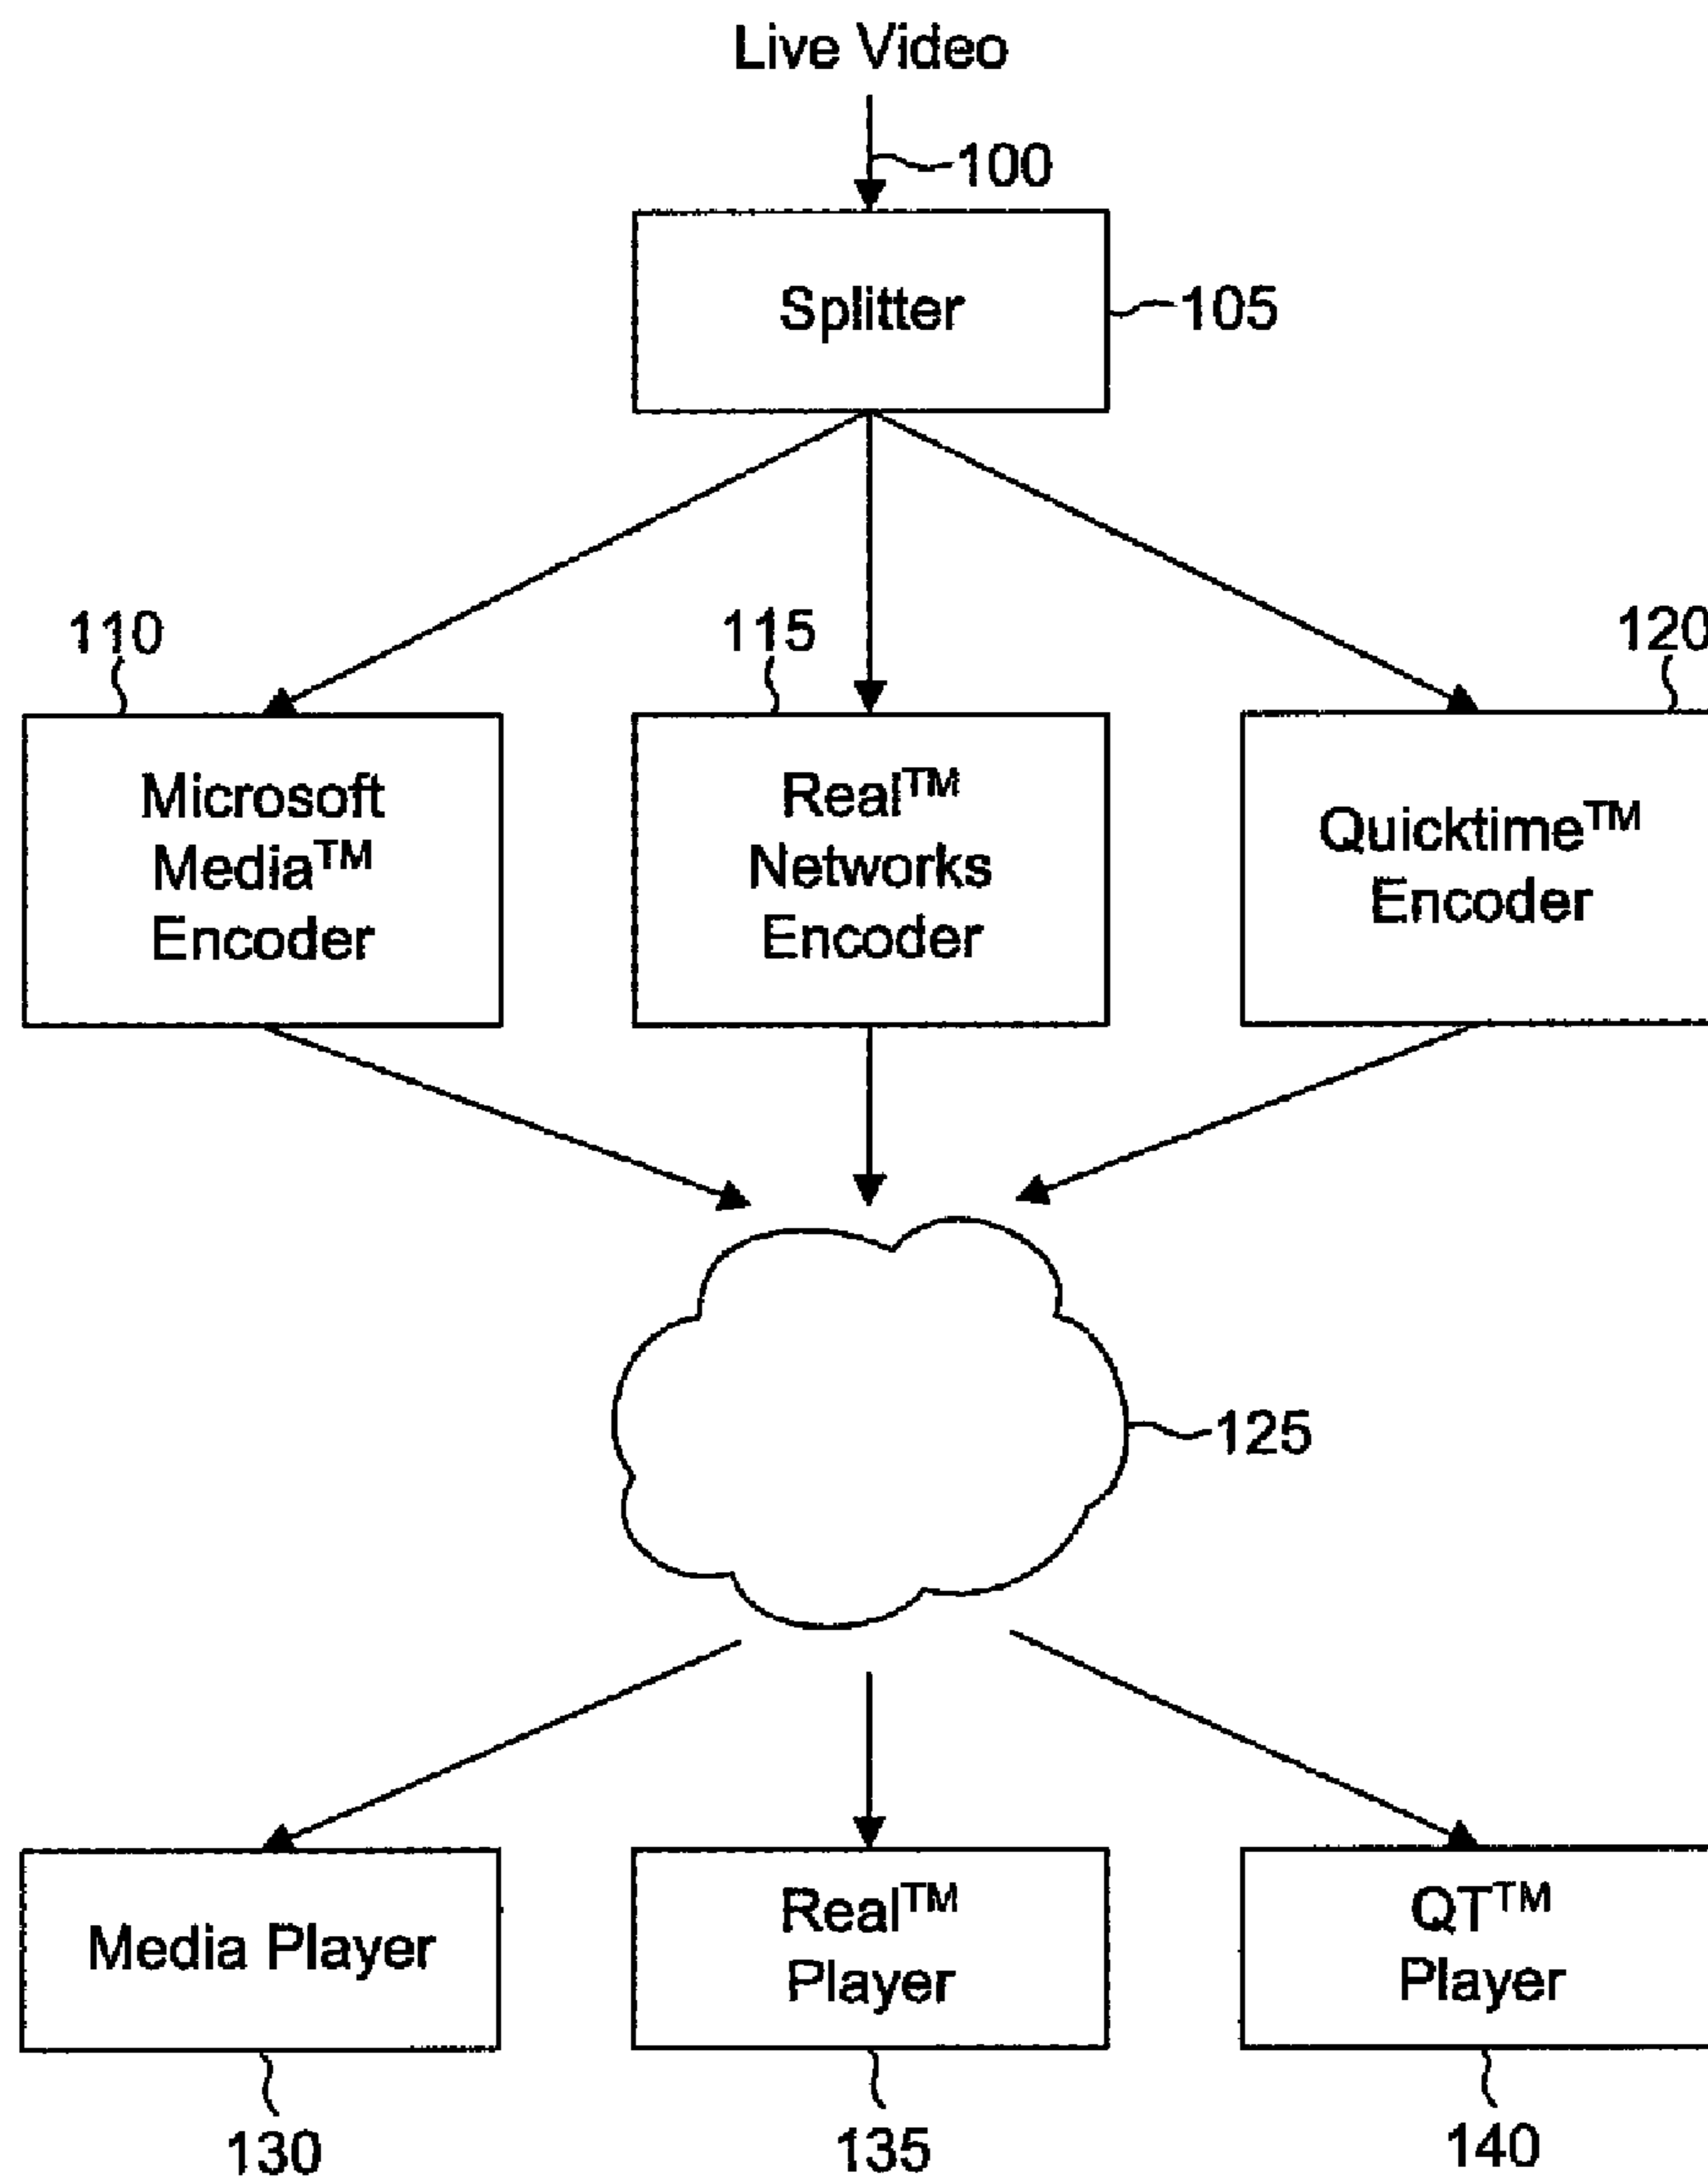 Live Video
100
Splitter
105
110
115
120
Microsoft
Media™
Encoder
Real™
Networks
Encoder
Quicktime™
Encoder
125
Media Player
Real™
Player
QT™
Player
130
135
140